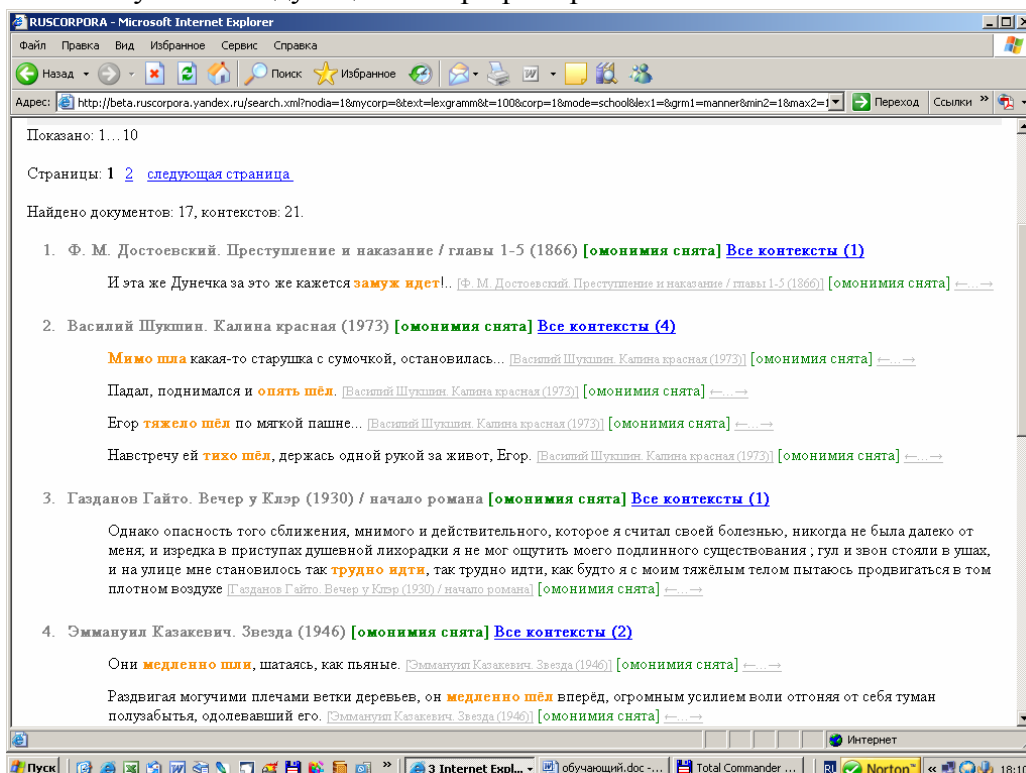 RUSCORPORA - Microsoft Internet Explorer
Файл Правка Вид Избранное Сервис Справка
Назад Поиск Избранное
Адрес: http://beta.ruscorpora.yandex.ru/search.xml?nodia=1&mycorp=&text=lexgramm&t=100&corp=1&mode=school&lex1=&grm1=manner&min2=1&max2=1 Переход Ссылки »
Показано: 1…10
Страницы: 1 2 следующая страница
Найдено документов: 17, контекстов: 21.
1. Ф. М. Достоевский. Преступление и наказание / главы 1-5 (1866) [омонимия снята] Все контексты (1)
И эта же Дунечка за это же кажется замуж идет!.. [Ф. М. Достоевский. Преступление и наказание / главы 1-5 (1866)] [омонимия снята] ←…→
2. Василий Шукшин. Калина красная (1973) [омонимия снята] Все контексты (4)
Мимо шла какая-то старушка с сумочкой, остановилась... [Василий Шукшин. Калина красная (1973)] [омонимия снята] ←…→
Падал, поднимался и опять шёл. [Василий Шукшин. Калина красная (1973)] [омонимия снята] ←…→
Егор тяжело шёл по мягкой пашне... [Василий Шукшин. Калина красная (1973)] [омонимия снята] ←…→
Навстречу ей тихо шёл, держась одной рукой за живот, Егор. [Василий Шукшин. Калина красная (1973)] [омонимия снята] ←…→
3. Газданов Гайто. Вечер у Клэр (1930) / начало романа [омонимия снята] Все контексты (1)
Однако опасность того сближения, мнимого и действительного, которое я считал своей болезнью, никогда не была далеко от
меня; и изредка в приступах душевной лихорадки я не мог ощутить моего подлинного существования ; гул и звон стояли в ушах,
и на улице мне становилось так трудно идти, так трудно идти, как будто я с моим тяжёлым телом пытаюсь продвигаться в том
плотном воздухе [Газданов Гайто. Вечер у Клэр (1930) / начало романа] [омонимия снята] ←…→
4. Эммануил Казакевич. Звезда (1946) [омонимия снята] Все контексты (2)
Они медленно шли, шатаясь, как пьяные. [Эммануил Казакевич. Звезда (1946)] [омонимия снята] ←…→
Раздвигая могучими плечами ветки деревьев, он медленно шёл вперёд, огромным усилием воли отгоняя от себя туман
полузабытья, одолевавший его. [Эммануил Казакевич. Звезда (1946)] [омонимия снята] ←…→
Интернет
Пуск » 3 Internet Expl... обучающий.doc -... Total Commander ... RU Norton™ « 18:10